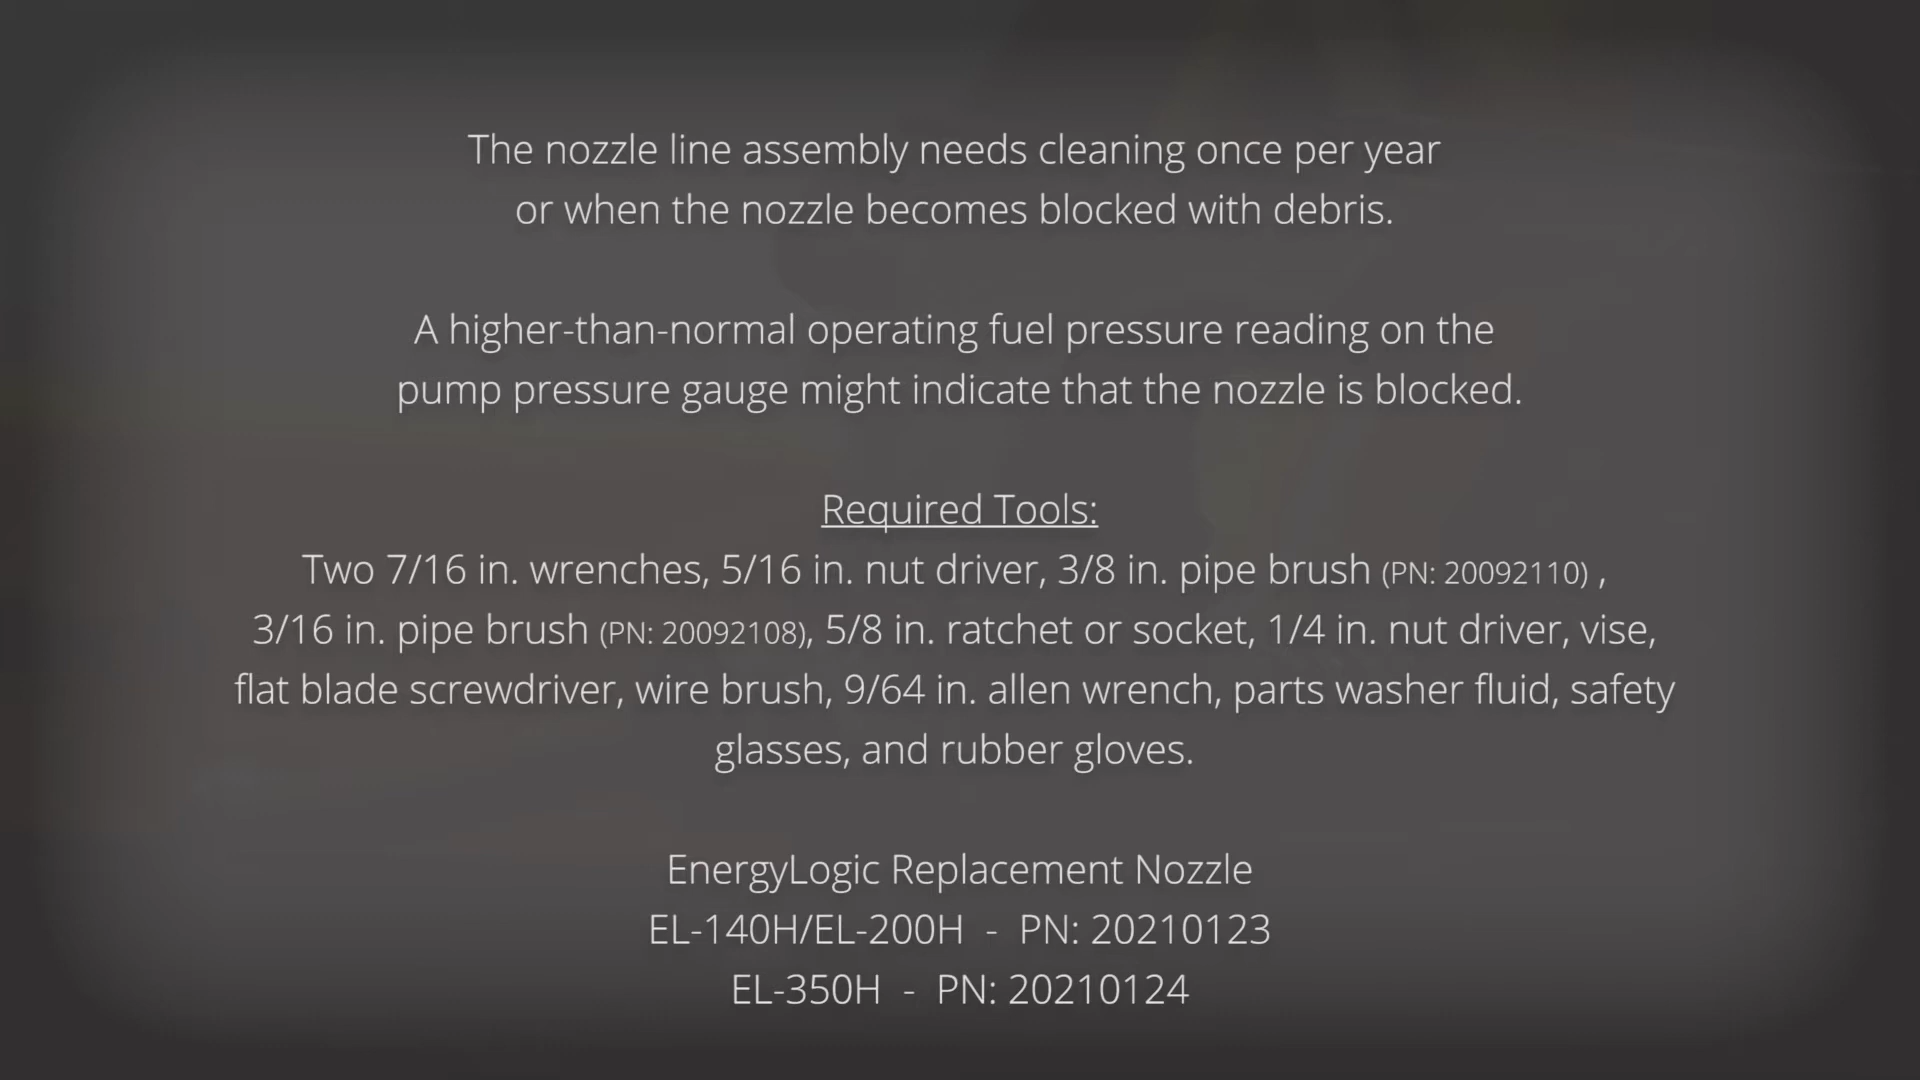 The nozzle line assembly needs cleaning once per year
or when the nozzle becomes blocked with debris.
A higher-than-normal operating fuel pressure reading on the
pump pressure gauge might indicate that the nozzle is blocked.
Required Tools:
Two 7/16 in. wrenches, 5/16 in. nut driver, 3/8 in. pipe brush (PN: 20092110) ,
3/16 in. pipe brush (PN: 20092108), 5/8 in. ratchet or socket, 1/4 in. nut driver, vise,
flat blade screwdriver, wire brush, 9/64 in. allen wrench, parts washer fluid, safety
glasses, and rubber gloves.
EnergyLogic Replacement Nozzle
EL-140H/EL-200H - PN: 20210123
EL-350H - PN: 20210124